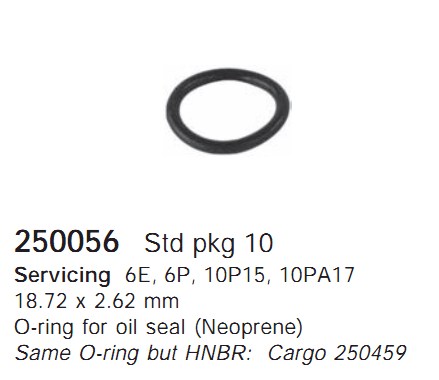 250056 Std pkg 10
Servicing 6E, 6P, 10P15, 10PA17
18.72 x 2.62 mm
O-ring for oil seal (Neoprene)
Same O-ring but HNBR: Cargo 250459